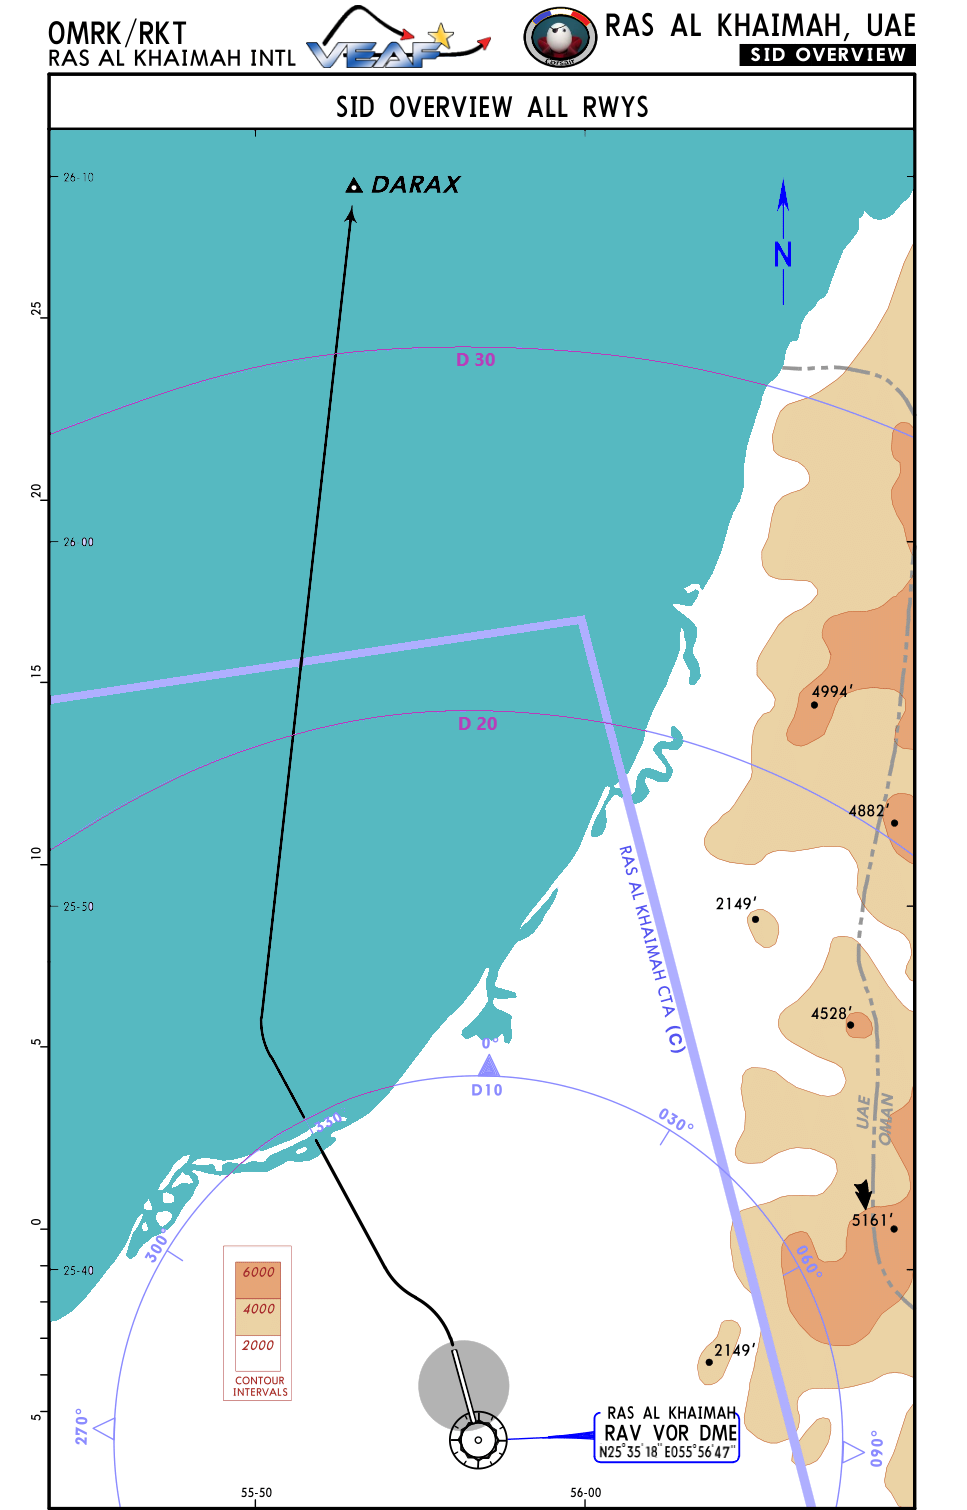 OMRK/RKT
RAS AL KHAIMAH INTL
VEAF
Corsair
RAS AL KHAIMAH, UAE
SID OVERVIEW
SID OVERVIEW ALL RWYS
26-10
DARAX
N
25
D 30
20
26 00
15
4994'
D 20
4882'
10
RAS AL KHAIMAH CTA (C)
2149'
25-50
4528'
5
0°
D10
330
030°
UAE
OMAN
5161'
0
300°
060°
25-40
6000
4000
2000
CONTOUR
INTERVALS
2149'
5
270°
090°
RAS AL KHAIMAH
RAV VOR DME
N25°35'18" E055°56'47"
55-50
56-00